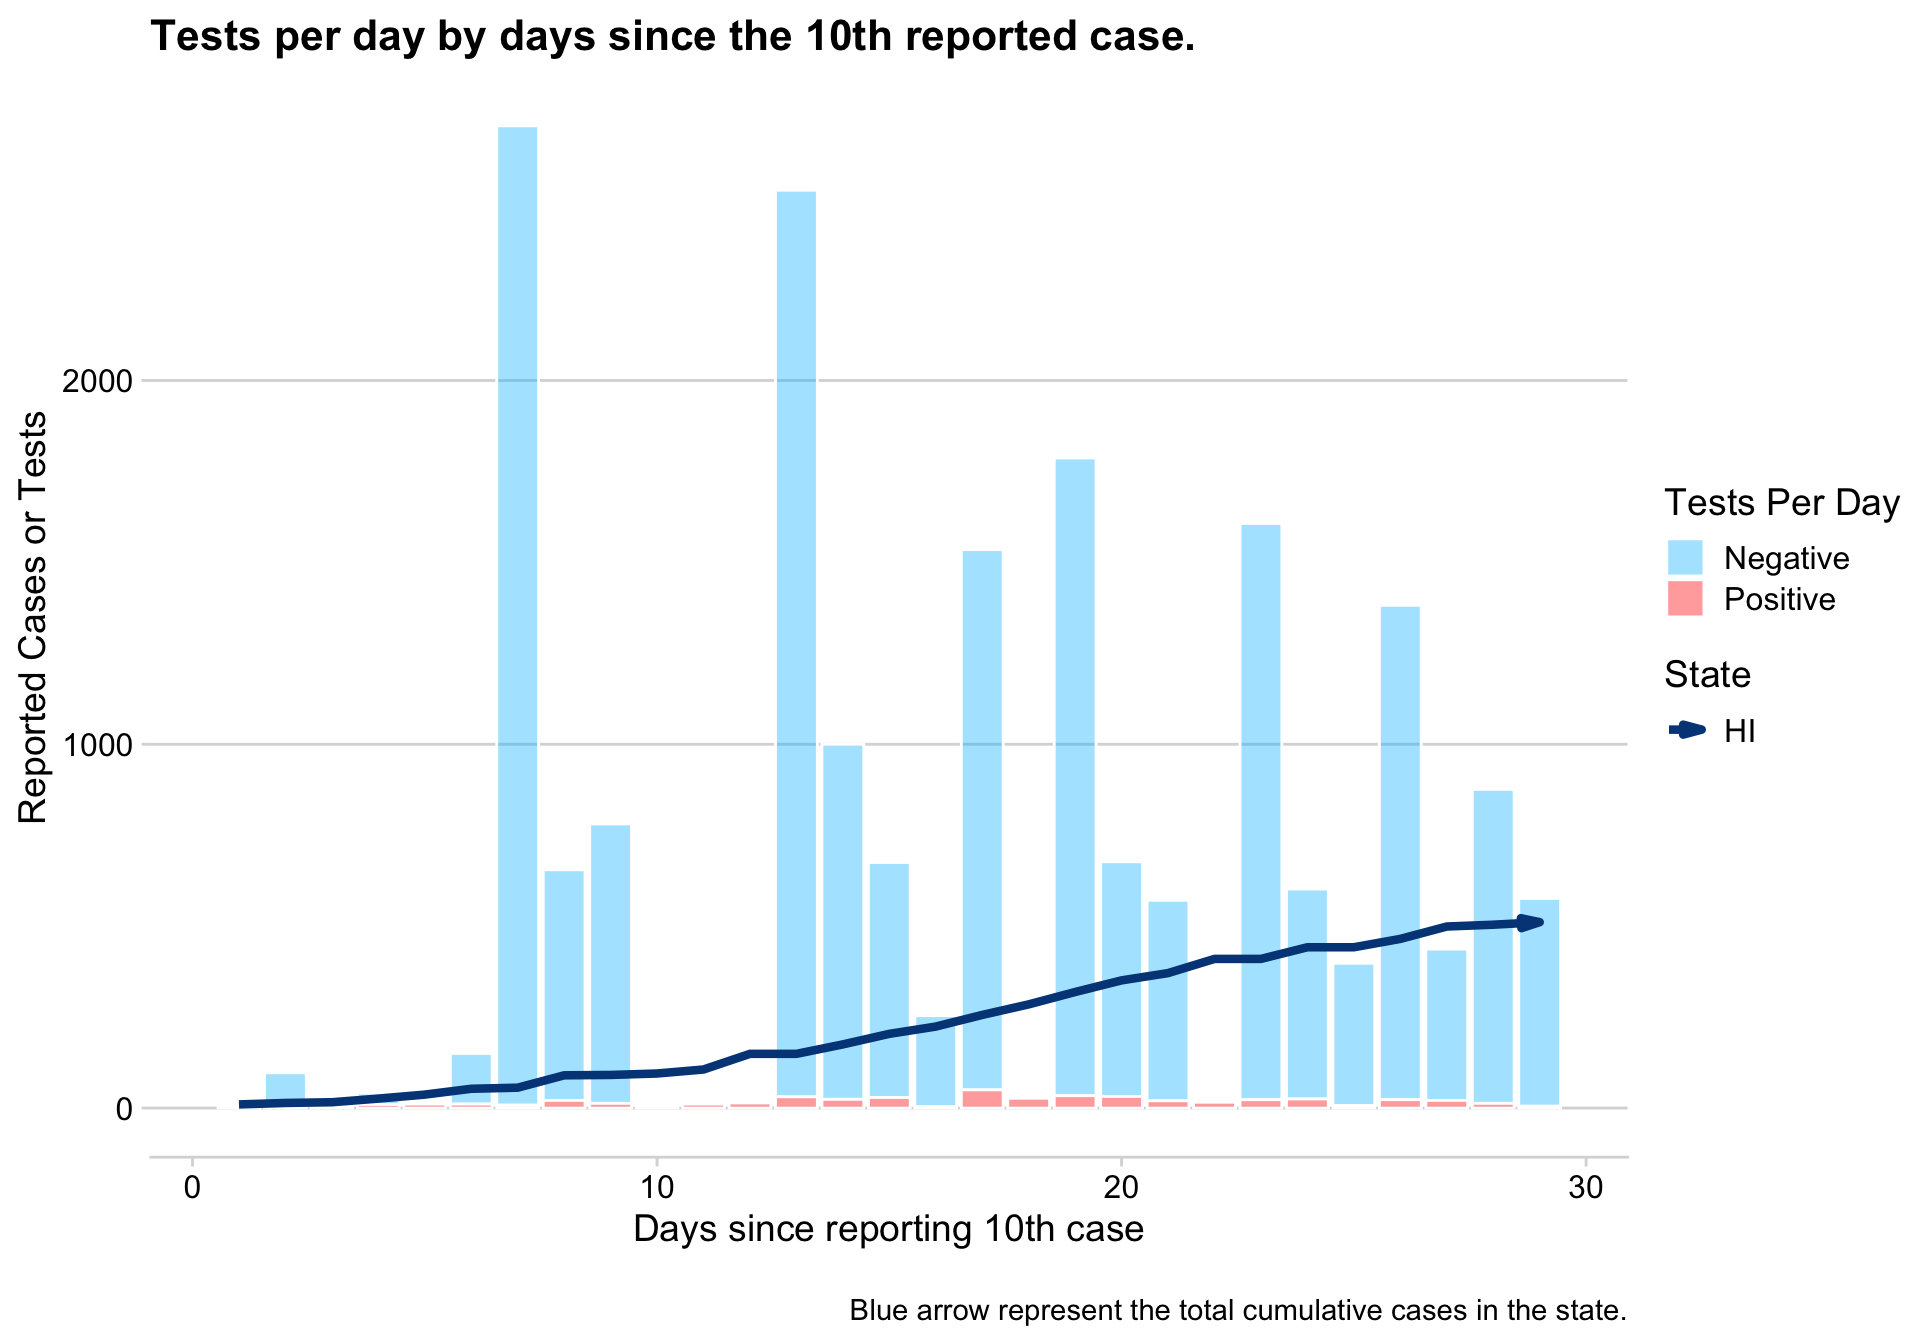 Tests per day by days since the 10th reported case.
Reported Cases or Tests
2000
1000
0
0 10 20 30
Days since reporting 10th case
Tests Per Day
Negative
Positive
State
HI
Blue arrow represent the total cumulative cases in the state.